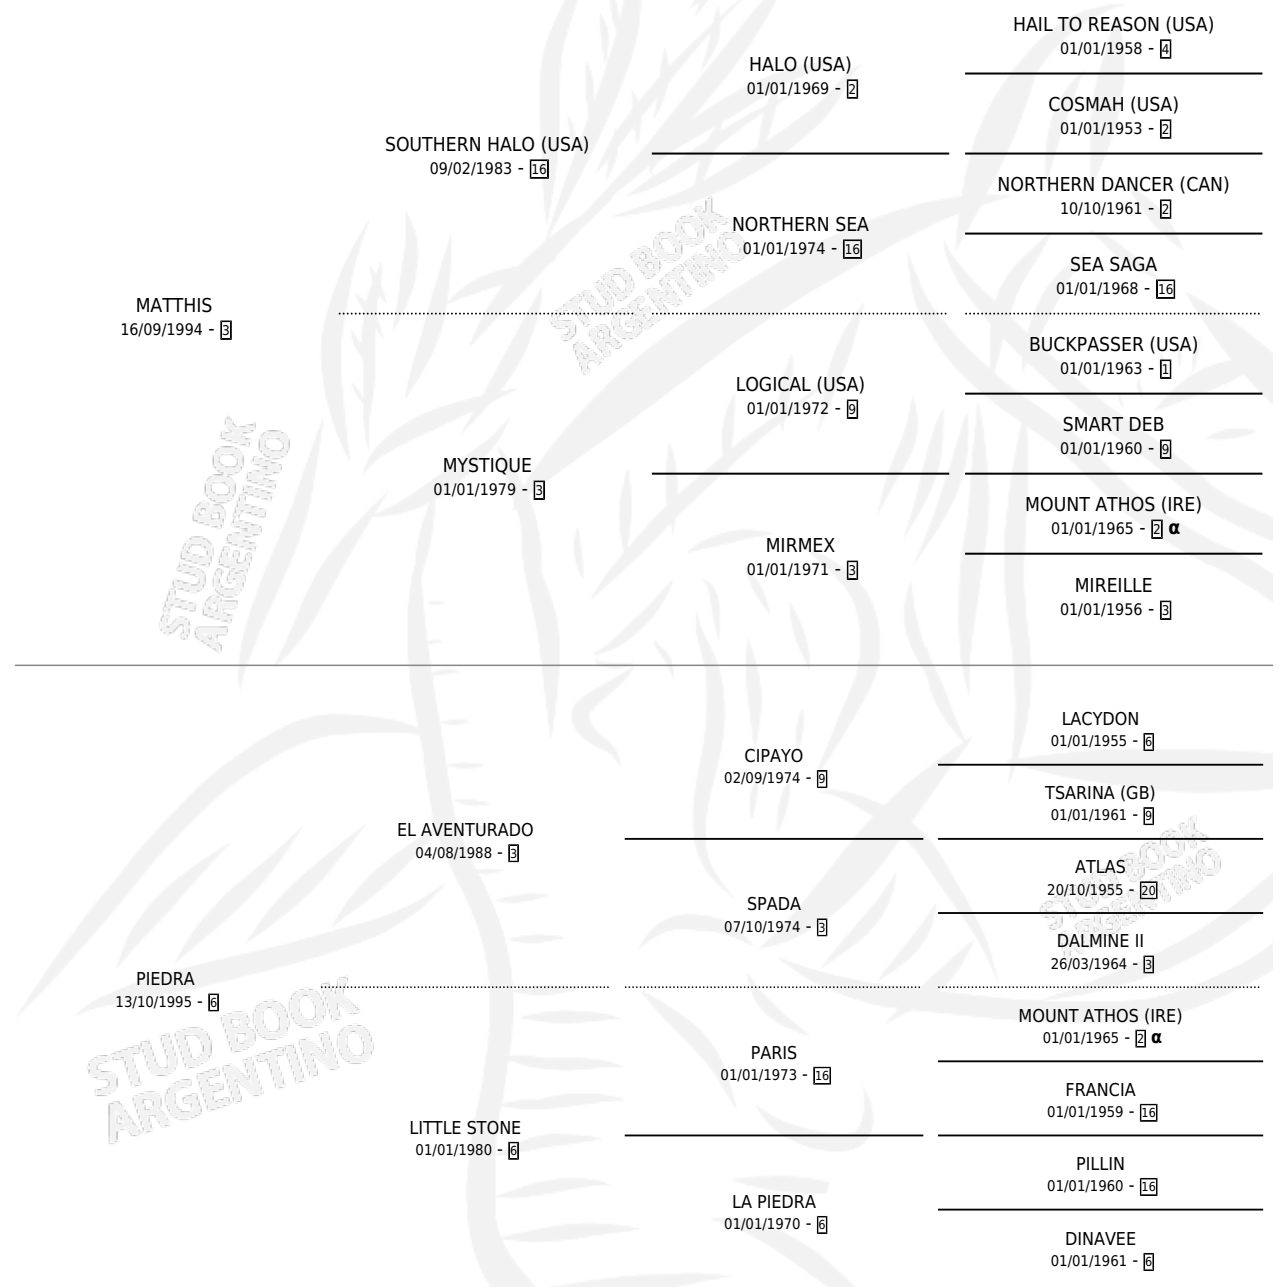 HAIL TO REASON (USA)
01/01/1958 - 4
HALO (USA)
01/01/1969 - 2
COSMAH (USA)
01/01/1953 - 2
SOUTHERN HALO (USA)
09/02/1983 - 16
NORTHERN DANCER (CAN)
10/10/1961 - 2
NORTHERN SEA
01/01/1974 - 16
SEA SAGA
01/01/1968 - 16
MATTHIS
16/09/1994 - 3
BUCKPASSER (USA)
01/01/1963 - 1
LOGICAL (USA)
01/01/1972 - 9
SMART DEB
01/01/1960 - 9
MYSTIQUE
01/01/1979 - 3
MOUNT ATHOS (IRE)
01/01/1965 - 2 α
MIRMEX
01/01/1971 - 3
MIREILLE
01/01/1956 - 3
STUD BOOK
ARGENTINO
STUD BOOK
ARGENTINO
LACYDON
01/01/1955 - 6
CIPAYO
02/09/1974 - 9
TSARINA (GB)
01/01/1961 - 9
EL AVENTURADO
04/08/1988 - 3
ATLAS
20/10/1955 - 20
SPADA
07/10/1974 - 3
DALMINE II
26/03/1964 - 3
PIEDRA
13/10/1995 - 6
MOUNT ATHOS (IRE)
01/01/1965 - 2 α
PARIS
01/01/1973 - 16
FRANCIA
01/01/1959 - 16
LITTLE STONE
01/01/1980 - 6
PILLIN
01/01/1960 - 16
LA PIEDRA
01/01/1970 - 6
DINAVEE
01/01/1961 - 6
STUD BOOK
ARGENTINO
STUD BOOK
ARGENTINO